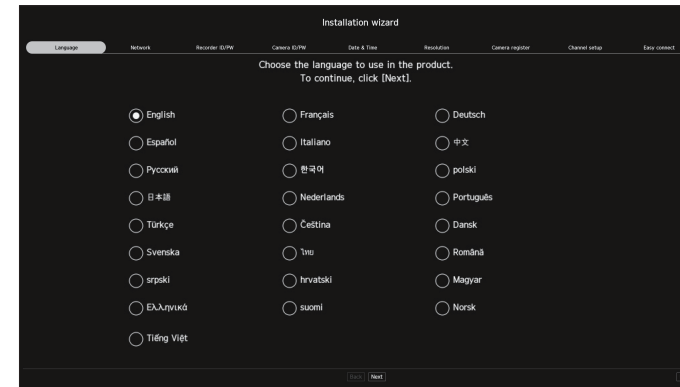 Installation wizard
Language Network Recorder ID/PW Camera ID/PW Date & Time Resolution Camera register Channel setup Easy connect
Choose the language to use in the product.
To continue, click [Next].
English Français Deutsch
Español Italiano 中文
Русский 한국어 polski
日本語 Nederlands Português
Türkçe Čeština Dansk
Svenska ไทย Română
srpski hrvatski Magyar
Ελληνικά suomi Norsk
Tiếng Việt
Back Next